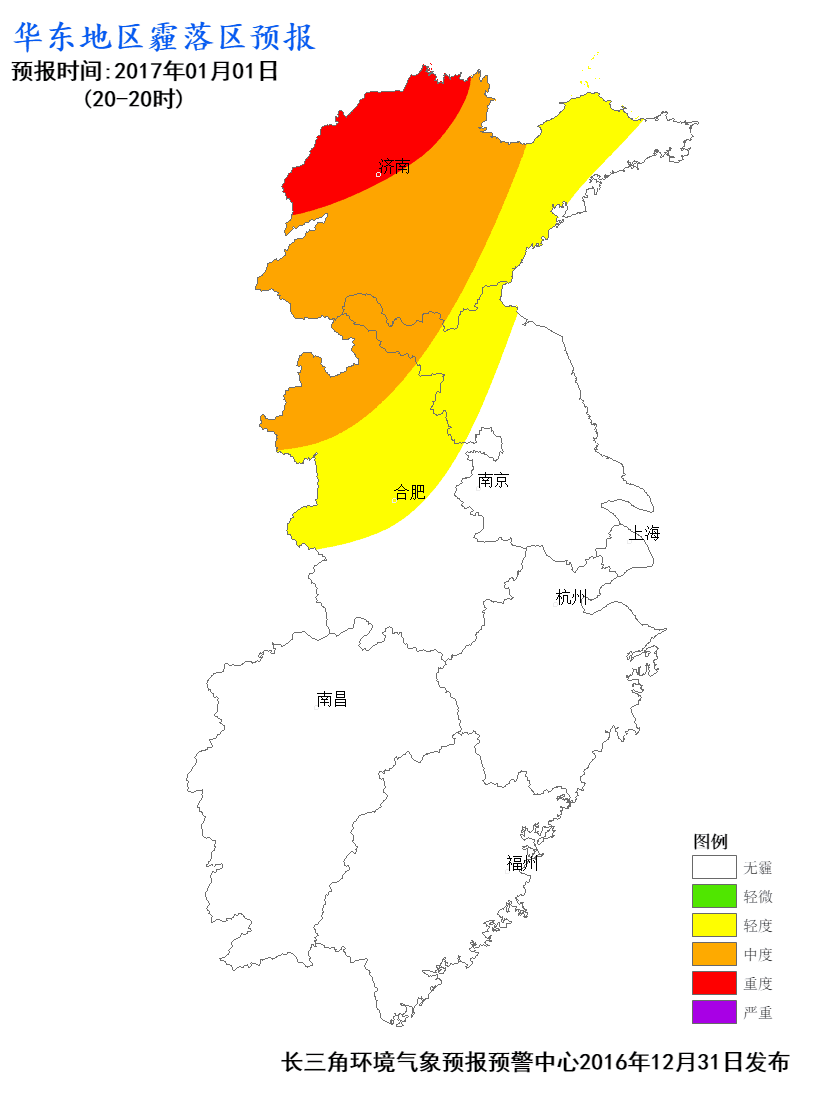 华东地区霾落区预报
预报时间:2017年01月01日
(20-20时)
济南
合肥
南京
上海
杭州
南昌
福州
图例
无霾
轻微
轻度
中度
重度
严重
长三角环境气象预报预警中心2016年12月31日发布